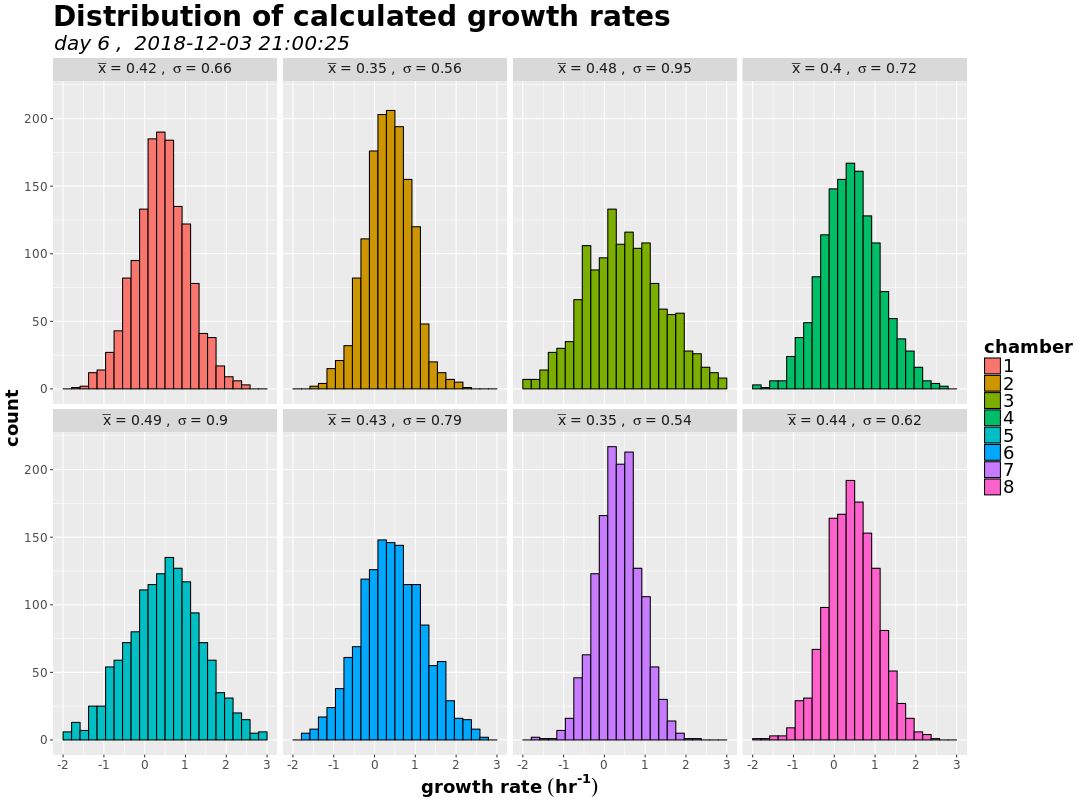 Distribution of calculated growth rates
day 6 , 2018-12-03 21:00:25
x̅ = 0.42 , σ = 0.66
x̅ = 0.35 , σ = 0.56
x̅ = 0.48 , σ = 0.95
x̅ = 0.4 , σ = 0.72
200
150
100
50
0
x̅ = 0.49 , σ = 0.9
x̅ = 0.43 , σ = 0.79
x̅ = 0.35 , σ = 0.54
x̅ = 0.44 , σ = 0.62
200
150
100
50
0
-2 -1 0 1 2 3
-2 -1 0 1 2 3
-2 -1 0 1 2 3
-2 -1 0 1 2 3
count
growth rate (hr⁻¹)
chamber
1
2
3
4
5
6
7
8